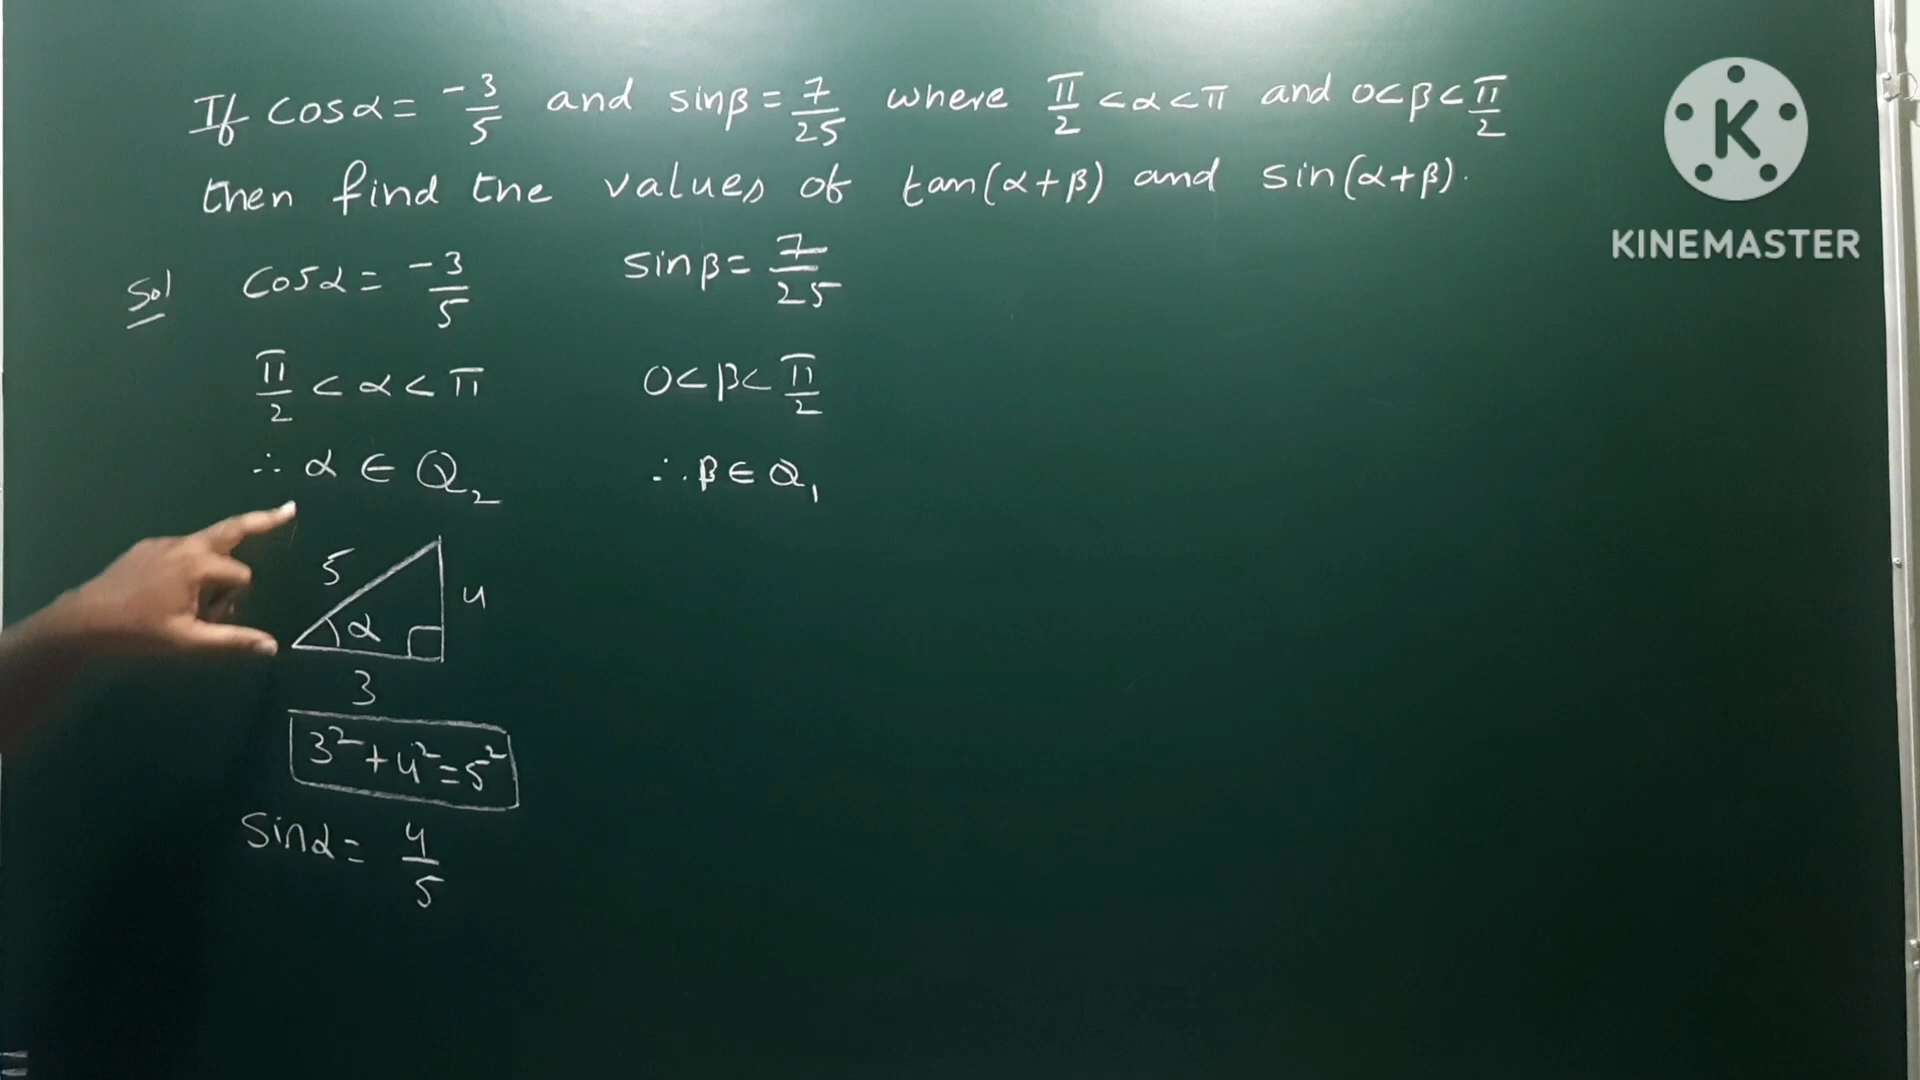 If cosα = -3/5 and sinβ = 7/25 where π/2 < α < π and 0 < β < π/2
then find the values of tan(α+β) and sin(α+β).
Sol cosα = -3/5
π/2 < α < π
∴ α ∈ Q₂
5
4
α
3
3² + 4² = 5²
sinα = 4/5
sinβ = 7/25
0 < β < π/2
∴ β ∈ Q₁
K
KINEMASTER